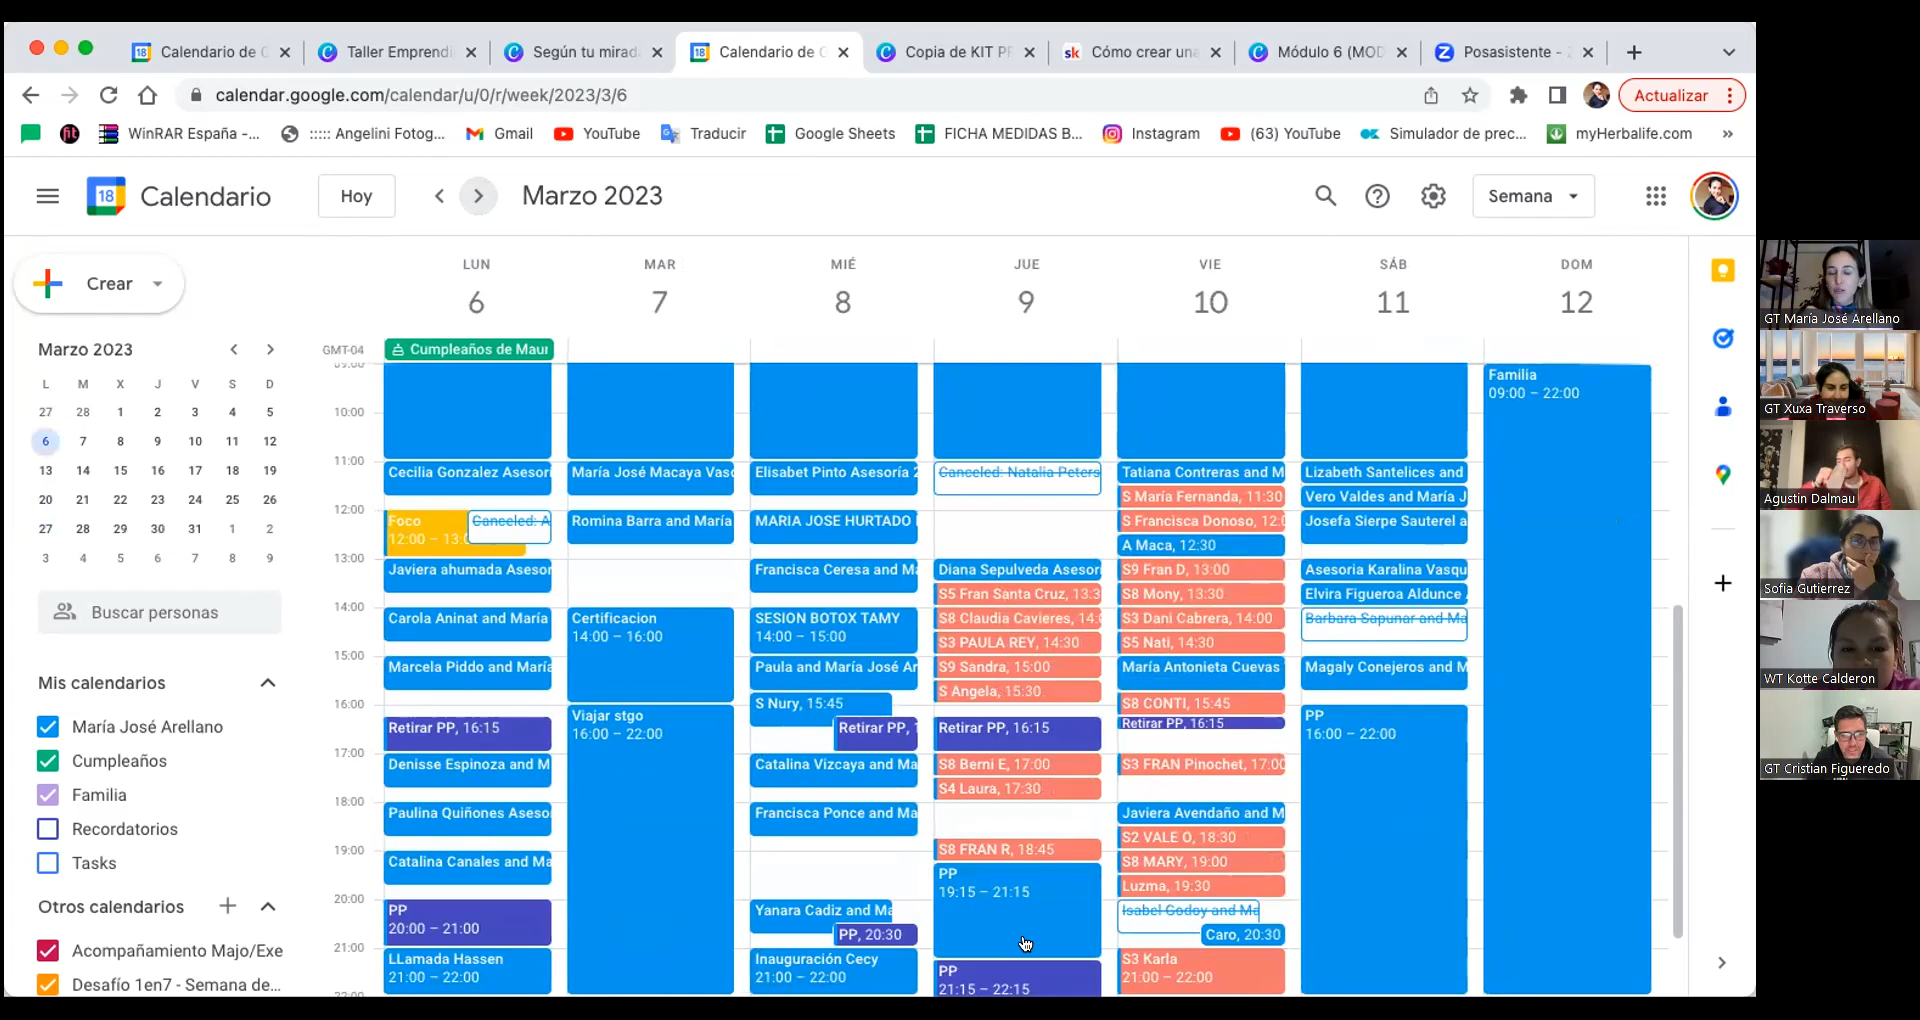 Calendario de C
Taller Emprendi
Según tu mirad
Calendario de C
Copia de KIT PF
Cómo crear una
Módulo 6 (MOD
Posasistente -
calendar.google.com/calendar/u/0/r/week/2023/3/6
Actualizar
WinRAR España -...
::::: Angelini Fotog...
Gmail
YouTube
Traducir
Google Sheets
FICHA MEDIDAS B...
Instagram
(63) YouTube
Simulador de prec...
myHerbalife.com
»
18
Calendario
Hoy
Marzo 2023
Semana
Crear
Marzo 2023
L M X J V S D
27 28 1 2 3 4 5
6 7 8 9 10 11 12
13 14 15 16 17 18 19
20 21 22 23 24 25 26
27 28 29 30 31 1 2
3 4 5 6 7 8 9
Buscar personas
Mis calendarios
María José Arellano
Cumpleaños
Familia
Recordatorios
Tasks
Otros calendarios
Acompañamiento Majo/Exe
Desafío 1en7 - Semana de...
LUN MAR MIÉ JUE VIE SÁB DOM
6 7 8 9 10 11 12
GMT-04
09:00
10:00
11:00
12:00
13:00
14:00
15:00
16:00
17:00
18:00
19:00
20:00
21:00
22:00
Cumpleaños de Maur
Cecilia Gonzalez Asesori
Foco
12:00 – 13:0
Canceled: A
Javiera ahumada Asesor
Carola Aninat and María
Marcela Piddo and María
Retirar PP, 16:15
Denisse Espinoza and M
Paulina Quiñones Aseso
Catalina Canales and Ma
PP
20:00 – 21:00
LLamada Hassen
21:00 – 22:00
María José Macaya Vasc
Romina Barra and María
Certificacion
14:00 – 16:00
Viajar stgo
16:00 – 22:00
Elisabet Pinto Asesoría 2
MARIA JOSE HURTADO
Francisca Ceresa and Ma
SESION BOTOX TAMY
14:00 – 15:00
Paula and María José Ar
S Nury, 15:45
Retirar PP, 1
Catalina Vizcaya and Ma
Francisca Ponce and Ma
Yanara Cadiz and Ma
PP, 20:30
Inauguración Cecy
21:00 – 22:00
Canceled: Natalia Peters
Diana Sepulveda Asesor
S5 Fran Santa Cruz, 13:3
S8 Claudia Cavieres, 14:0
S3 PAULA REY, 14:30
S9 Sandra, 15:00
S Angela, 15:30
Retirar PP, 16:15
S8 Berni E, 17:00
S4 Laura, 17:30
S8 FRAN R, 18:45
PP
19:15 – 21:15
PP
21:15 – 22:15
Tatiana Contreras and M
S María Fernanda, 11:30
S Francisca Donoso, 12:0
A Maca, 12:30
S9 Fran D, 13:00
S8 Mony, 13:30
S3 Dani Cabrera, 14:00
S5 Nati, 14:30
María Antonieta Cuevas
S8 CONTI, 15:45
Retirar PP, 16:15
S3 FRAN Pinochet, 17:00
Javiera Avendaño and M
S2 VALE O, 18:30
S8 MARY, 19:00
Luzma, 19:30
Isabel Godoy and Ma
Caro, 20:30
S3 Karla
21:00 – 22:00
Lizabeth Santelices and
Vero Valdes and María J
Josefa Sierpe Sauterel a
Asesoria Karalina Vasqu
Elvira Figueroa Aldunce
Barbara Sapunar and Ma
Magaly Conejeros and M
PP
16:00 – 22:00
Familia
09:00 – 22:00
GT María José Arellano
GT Xuxa Traverso
Agustin Dalmau
Sofia Gutierrez
WT Kotte Calderon
GT Cristian Figueredo